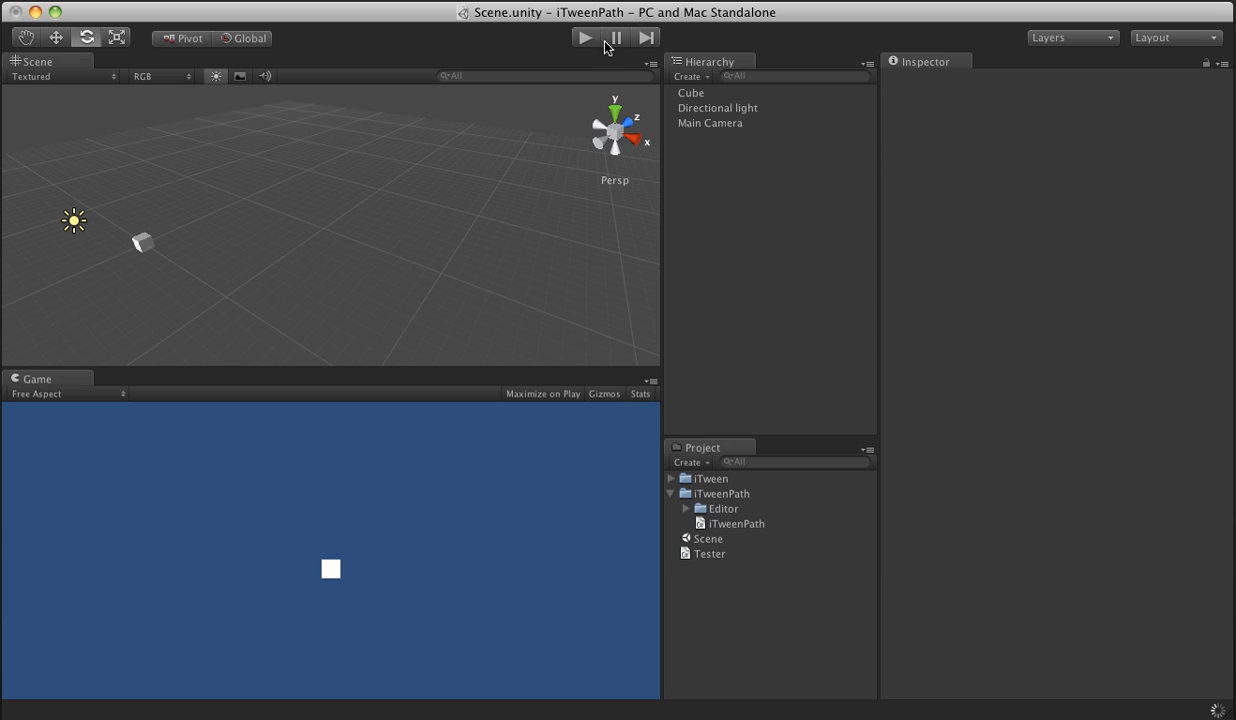 Scene.unity – iTweenPath – PC and Mac Standalone
Pivot
Global
Layers
Layout
Scene
Textured
RGB
All
y
z
x
Persp
Game
Free Aspect
Maximize on Play
Gizmos
Stats
Hierarchy
Create
All
Cube
Directional light
Main Camera
Project
Create
All
iTween
iTweenPath
Editor
iTweenPath
Scene
Tester
Inspector